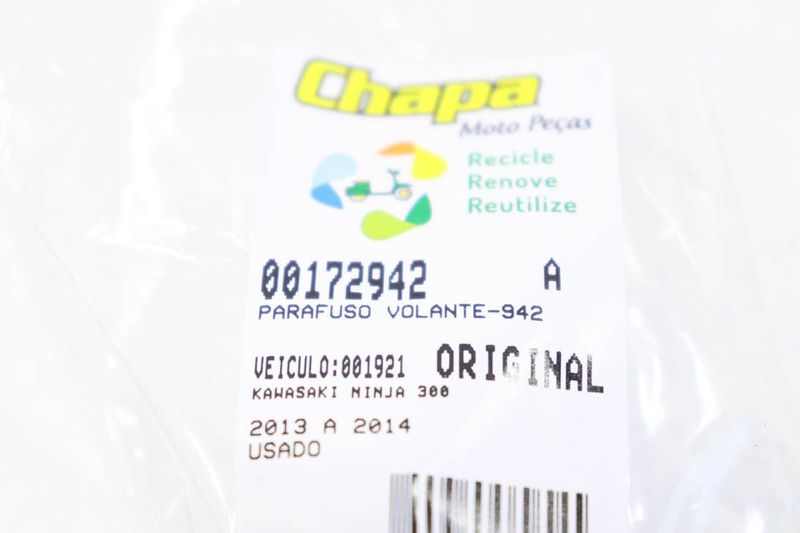 Chapa
Moto Peças
Recicle
Renove
Reutilize
00172942 A
PARAFUSO VOLANTE-942
VEICULO:001921 ORIGINAL
KAWASAKI NINJA 300
2013 A 2014
USADO